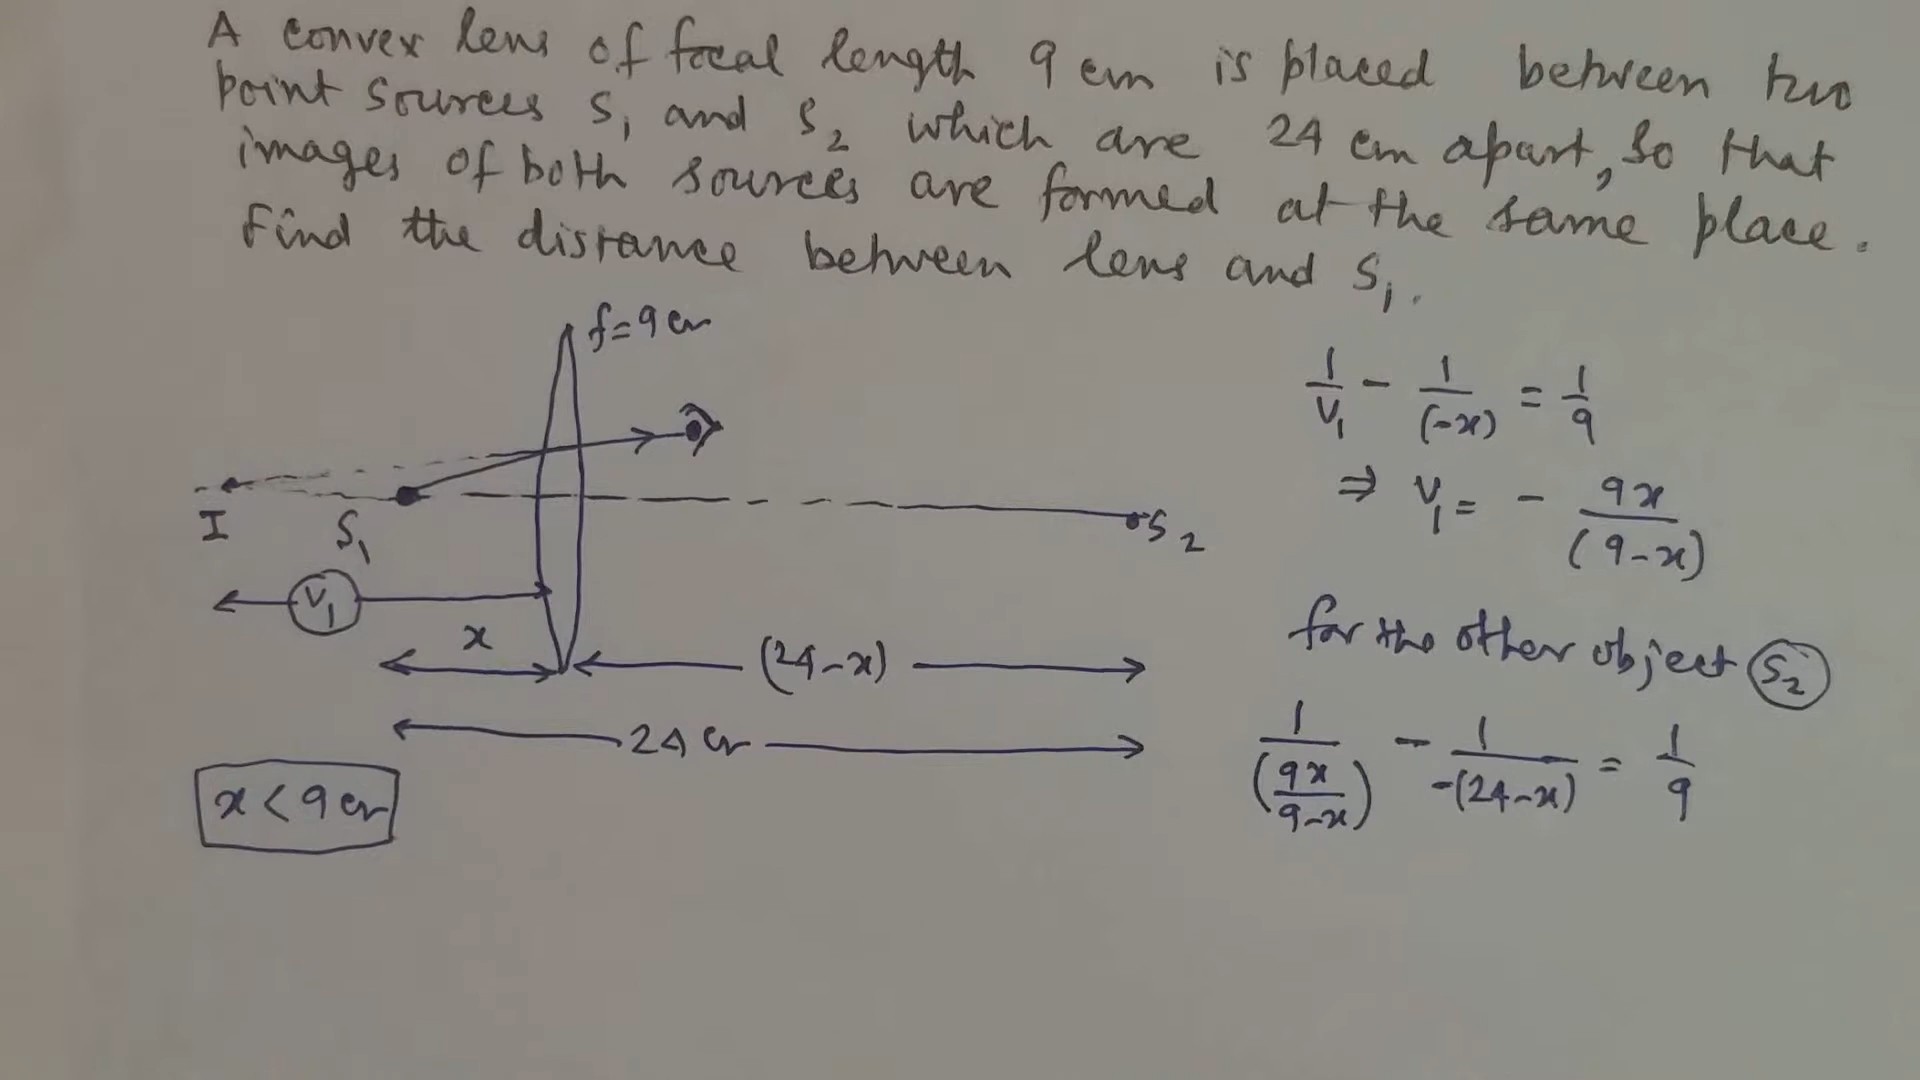 A convex lens of focal length 9 cm is placed between two
point sources S₁ and S₂ which are 24 cm apart, so that
images of both sources are formed at the same place.
Find the distance between lens and S₁.
f=9cm
I
S₁
S₂
V₁
x
(24-x)
24 cm
x < 9 cm
1/V₁ - 1/(-x) = 1/9
⇒ V₁ = - 9x/(9-x)
for the other object S₂
1/(9x/9-x) - 1/-(24-x) = 1/9